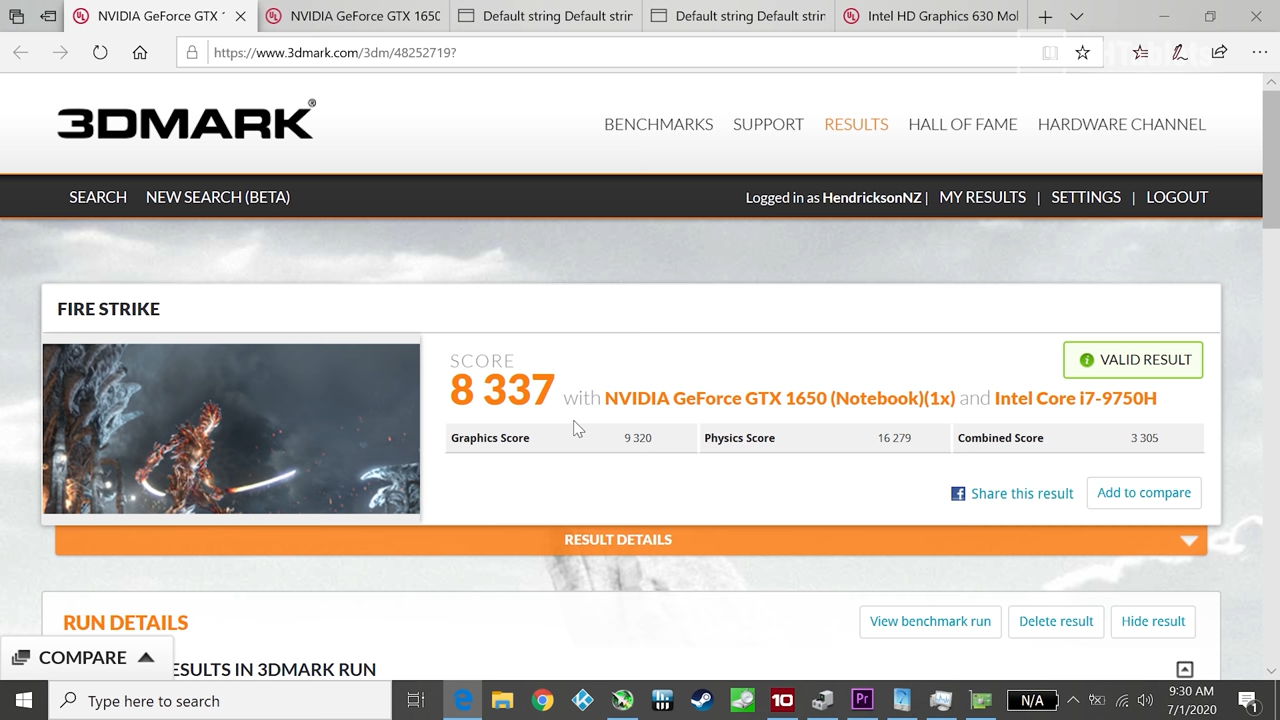 NVIDIA GeForce GTX
NVIDIA GeForce GTX 1650
Default string Default strin
Default string Default strin
Intel HD Graphics 630 Mol
https://www.3dmark.com/3dm/48252719?
3DMARK®
BENCHMARKS SUPPORT RESULTS HALL OF FAME HARDWARE CHANNEL
SEARCH NEW SEARCH (BETA) Logged in as HendricksonNZ | MY RESULTS | SETTINGS | LOGOUT
FIRE STRIKE
SCORE
VALID RESULT
8 337 with NVIDIA GeForce GTX 1650 (Notebook)(1x) and Intel Core i7-9750H
Graphics Score 9 320 Physics Score 16 279 Combined Score 3 305
Share this result Add to compare
RESULT DETAILS
RUN DETAILS View benchmark run Delete result Hide result
COMPARE
ESULTS IN 3DMARK RUN
Type here to search
10
Pr
N/A
9:30 AM
7/1/2020
1